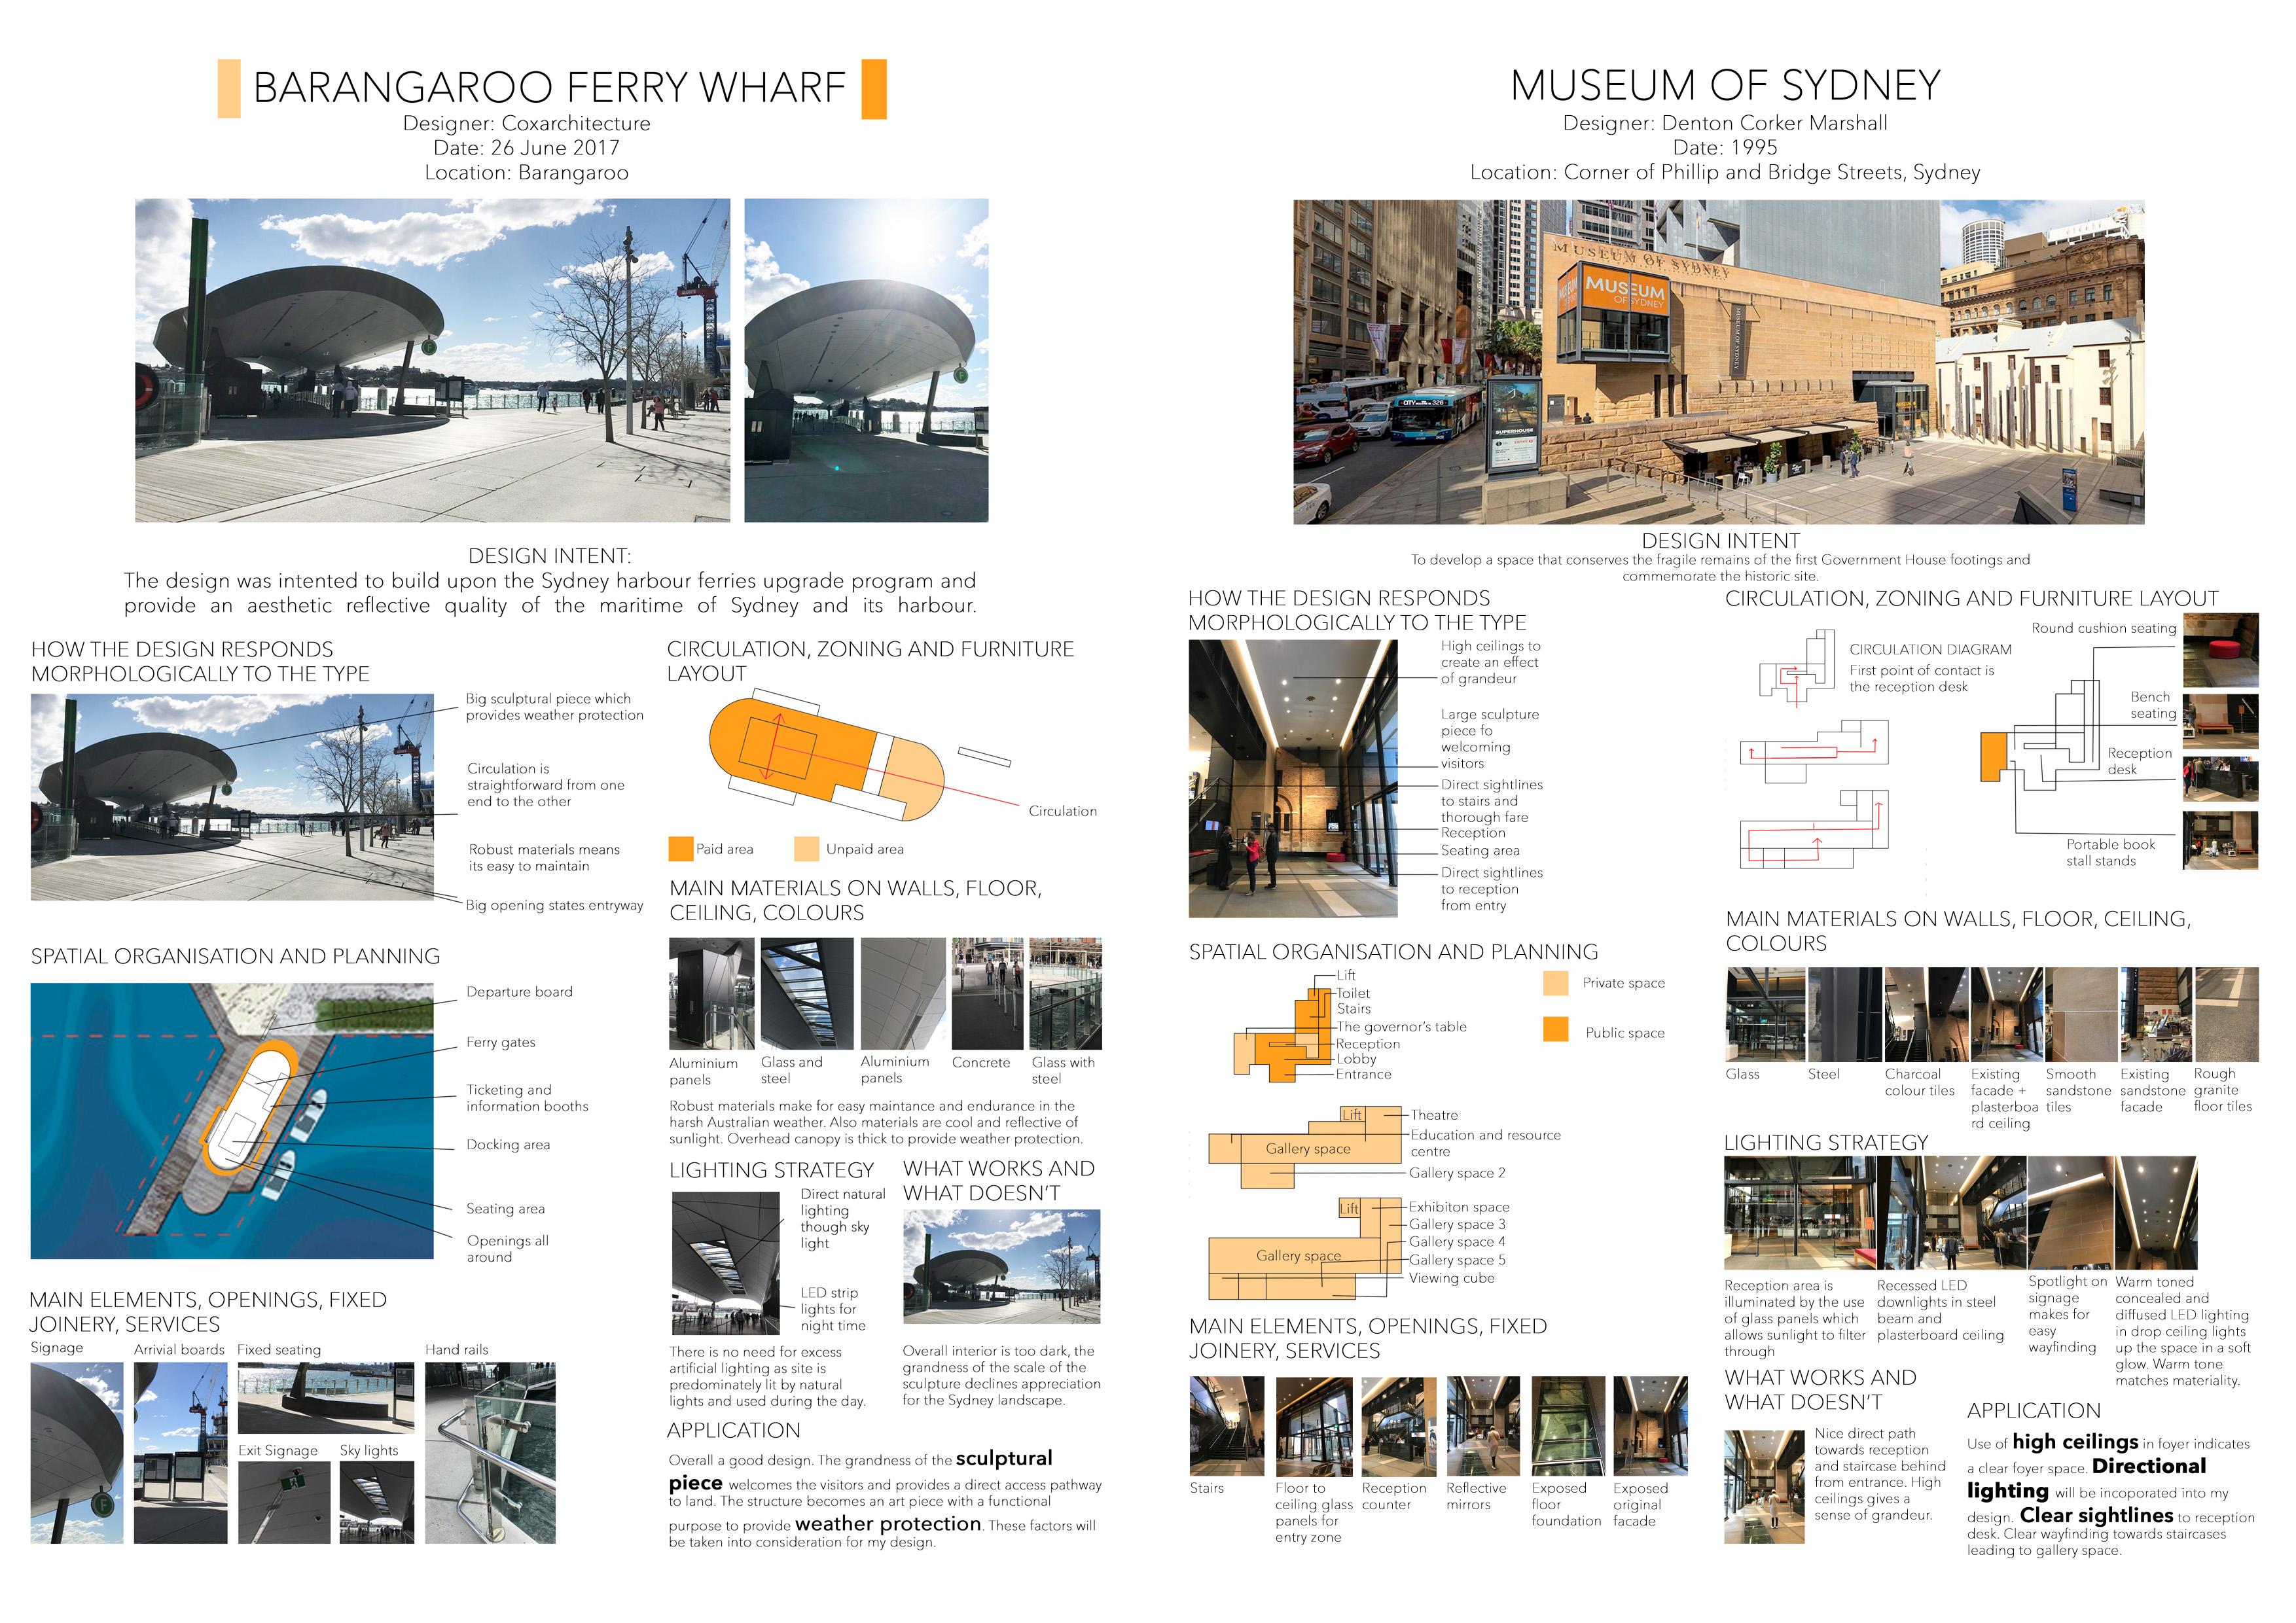 BARANGAROO FERRY WHARF
Designer: Coxarchitecture
Date: 26 June 2017
Location: Barangaroo
F
F
DESIGN INTENT:
The design was intented to build upon the Sydney harbour ferries upgrade program and
provide an aesthetic reflective quality of the maritime of Sydney and its harbour.
HOW THE DESIGN RESPONDS
MORPHOLOGICALLY TO THE TYPE
Big sculptural piece which
provides weather protection
Circulation is
straightforward from one
end to the other
Robust materials means
its easy to maintain
Big opening states entryway
SPATIAL ORGANISATION AND PLANNING
Departure board
Ferry gates
Ticketing and
information booths
Docking area
Seating area
Openings all
around
MAIN ELEMENTS, OPENINGS, FIXED
JOINERY, SERVICES
Signage
Arrivial boards
Fixed seating
Hand rails
Exit Signage
Sky lights
F
CIRCULATION, ZONING AND FURNITURE
LAYOUT
Circulation
Paid area
Unpaid area
MAIN MATERIALS ON WALLS, FLOOR,
CEILING, COLOURS
Aluminium
panels
Glass and
steel
Aluminium
panels
Concrete
Glass with
steel
Robust materials make for easy maintance and endurance in the
harsh Australian weather. Also materials are cool and reflective of
sunlight. Overhead canopy is thick to provide weather protection.
LIGHTING STRATEGY
Direct natural
lighting
though sky
light
LED strip
lights for
night time
There is no need for excess
artificial lighting as site is
predominately lit by natural
lights and used during the day.
WHAT WORKS AND
WHAT DOESN'T
Overall interior is too dark, the
grandness of the scale of the
sculpture declines appreciation
for the Sydney landscape.
APPLICATION
Overall a good design. The grandness of the sculptural
piece welcomes the visitors and provides a direct access pathway
to land. The structure becomes an art piece with a functional
purpose to provide weather protection. These factors will
be taken into consideration for my design.
MUSEUM OF SYDNEY
Designer: Denton Corker Marshall
Date: 1995
Location: Corner of Phillip and Bridge Streets, Sydney
MUSEUM OF SYDNEY
MUSEUM
OF SYDNEY
MUSEUM OF SYDNEY
CITY 326
SUPERHOUSE
DESIGN INTENT
To develop a space that conserves the fragile remains of the first Government House footings and
commemorate the historic site.
HOW THE DESIGN RESPONDS
MORPHOLOGICALLY TO THE TYPE
High ceilings to
create an effect
of grandeur
Large sculpture
piece fo
welcoming
visitors
Direct sightlines
to stairs and
thorough fare
Reception
Seating area
Direct sightlines
to reception
from entry
SPATIAL ORGANISATION AND PLANNING
Lift
Toilet
Stairs
The governor's table
Reception
Lobby
Entrance
Private space
Public space
Lift
Theatre
Education and resource
centre
Gallery space
Gallery space 2
Lift
Exhibiton space
Gallery space 3
Gallery space 4
Gallery space
Gallery space 5
Viewing cube
MAIN ELEMENTS, OPENINGS, FIXED
JOINERY, SERVICES
Stairs
Floor to
ceiling glass
panels for
entry zone
Reception
counter
Reflective
mirrors
Exposed
floor
foundation
Exposed
original
facade
CIRCULATION, ZONING AND FURNITURE LAYOUT
CIRCULATION DIAGRAM
First point of contact is
the reception desk
Round cushion seating
Bench
seating
Reception
desk
Portable book
stall stands
MAIN MATERIALS ON WALLS, FLOOR, CEILING,
COLOURS
Glass
Steel
Charcoal
colour tiles
Existing
facade +
plasterboa
rd ceiling
Smooth
sandstone
tiles
Existing
sandstone
facade
Rough
granite
floor tiles
LIGHTING STRATEGY
Reception area is
illuminated by the use
of glass panels which
allows sunlight to filter
through
Recessed LED
downlights in steel
beam and
plasterboard ceiling
Spotlight on
signage
makes for
easy
wayfinding
Warm toned
concealed and
diffused LED lighting
in drop ceiling lights
up the space in a soft
glow. Warm tone
matches materiality.
WHAT WORKS AND
WHAT DOESN'T
Nice direct path
towards reception
and staircase behind
from entrance. High
ceilings gives a
sense of grandeur.
APPLICATION
Use of high ceilings in foyer indicates
a clear foyer space. Directional
lighting will be incoporated into my
design. Clear sightlines to reception
desk. Clear wayfinding towards staircases
leading to gallery space.